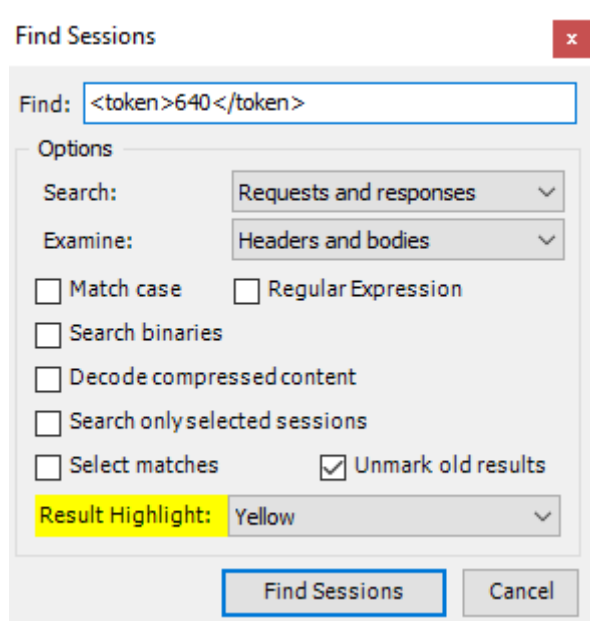 Find Sessions
x
Find: <token>640</token>
Options
Search: Requests and responses
Examine: Headers and bodies
Match case Regular Expression
Search binaries
Decode compressed content
Search only selected sessions
Select matches Unmark old results
Result Highlight: Yellow
Find Sessions Cancel